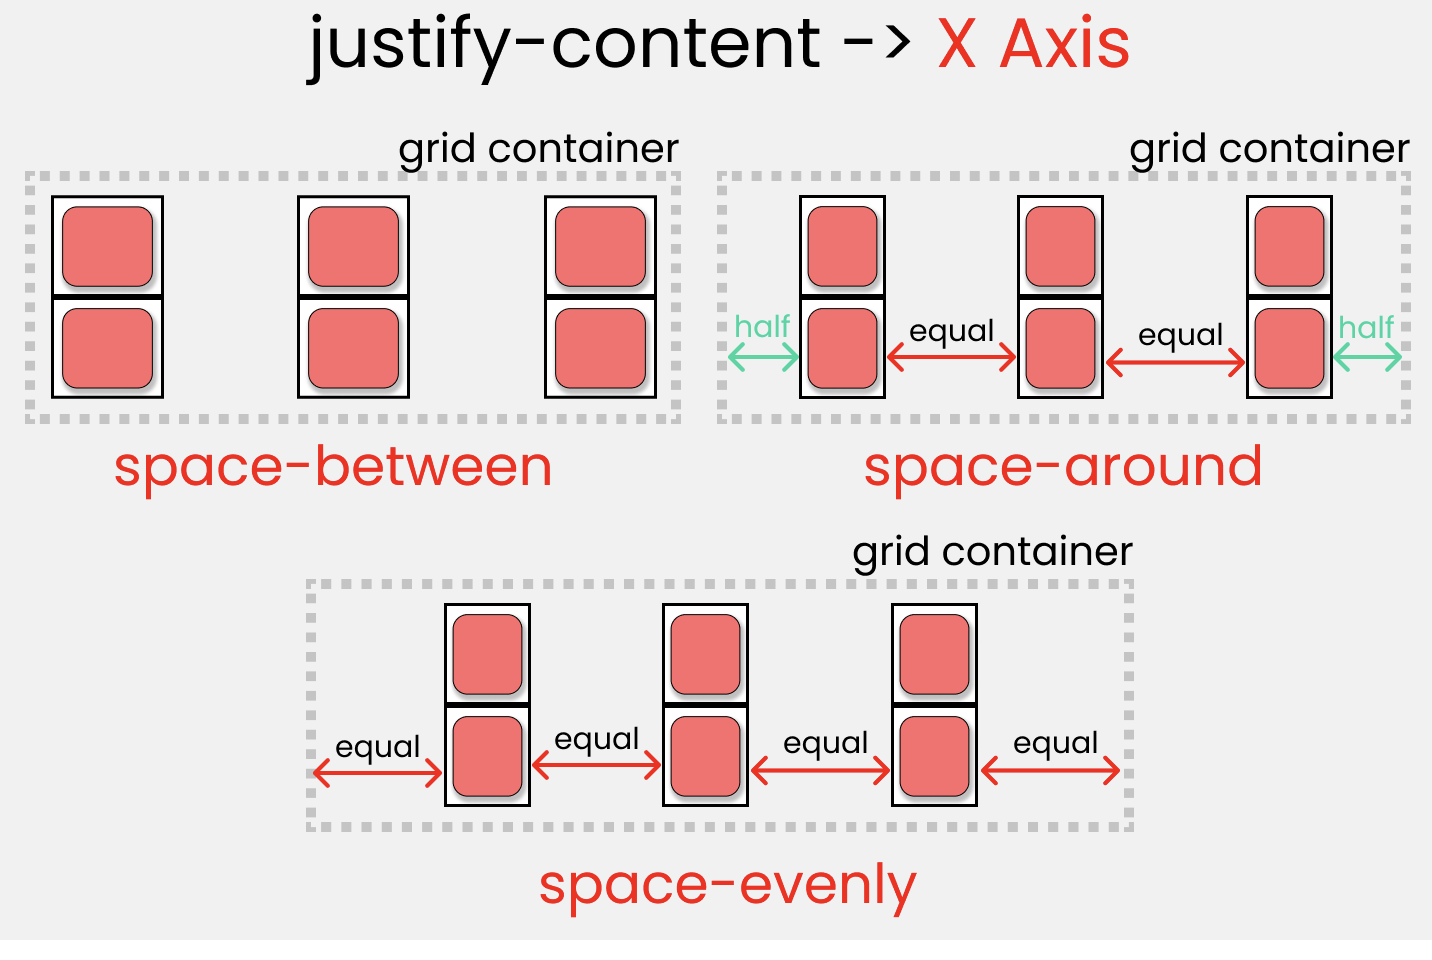 justify-content -> X Axis
grid container
grid container
half
equal
equal
half
space-between
space-around
grid container
equal
equal
equal
equal
space-evenly